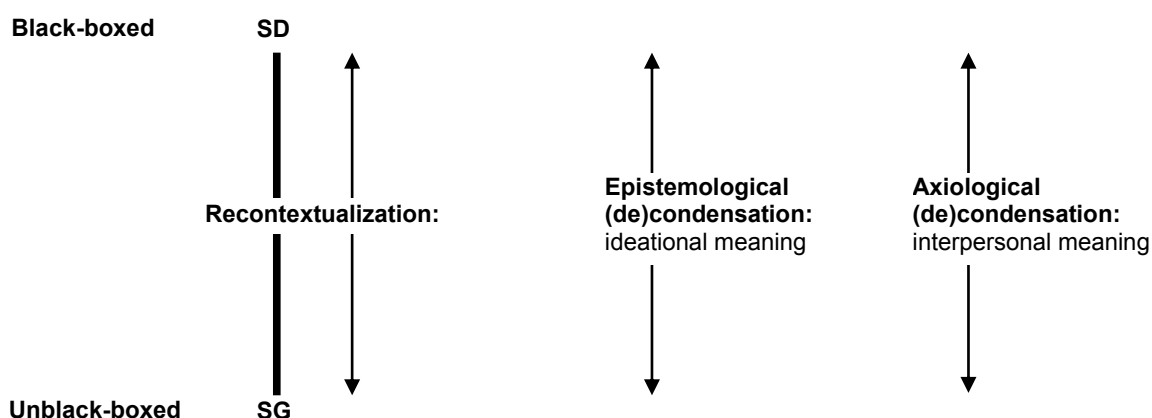 Black-boxed SD
Recontextualization:
Epistemological
(de)condensation:
ideational meaning
Axiological
(de)condensation:
interpersonal meaning
Unblack-boxed SG